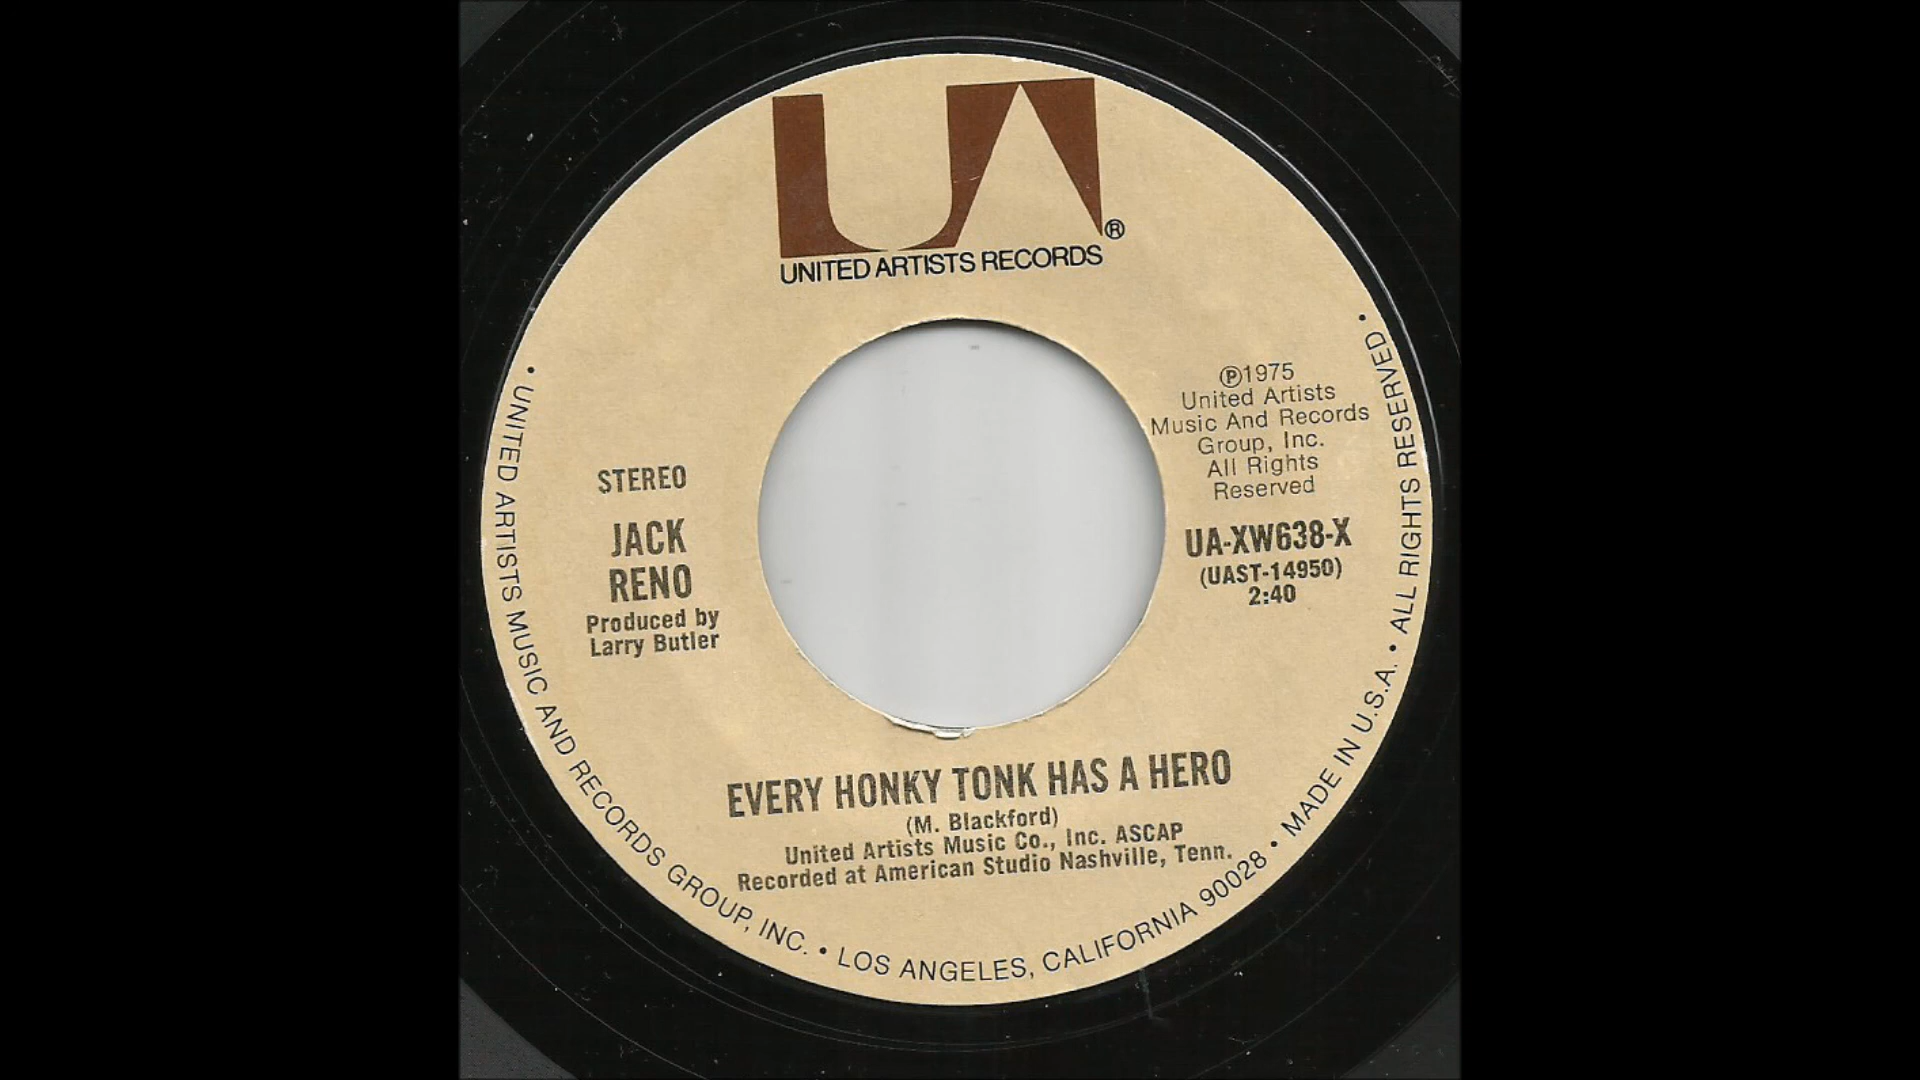 UA®
UNITED ARTISTS RECORDS
Ⓟ1975
United Artists
Music And Records
Group, Inc.
All Rights
Reserved
UA-XW638-X
(UAST-14950)
2:40
STEREO
JACK
RENO
Produced by
Larry Butler
EVERY HONKY TONK HAS A HERO
(M. Blackford)
United Artists Music Co., Inc. ASCAP
Recorded at American Studio Nashville, Tenn.
• UNITED ARTISTS MUSIC AND RECORDS GROUP, INC. • LOS ANGELES, CALIFORNIA 90028 • MADE IN U.S.A. • ALL RIGHTS RESERVED •